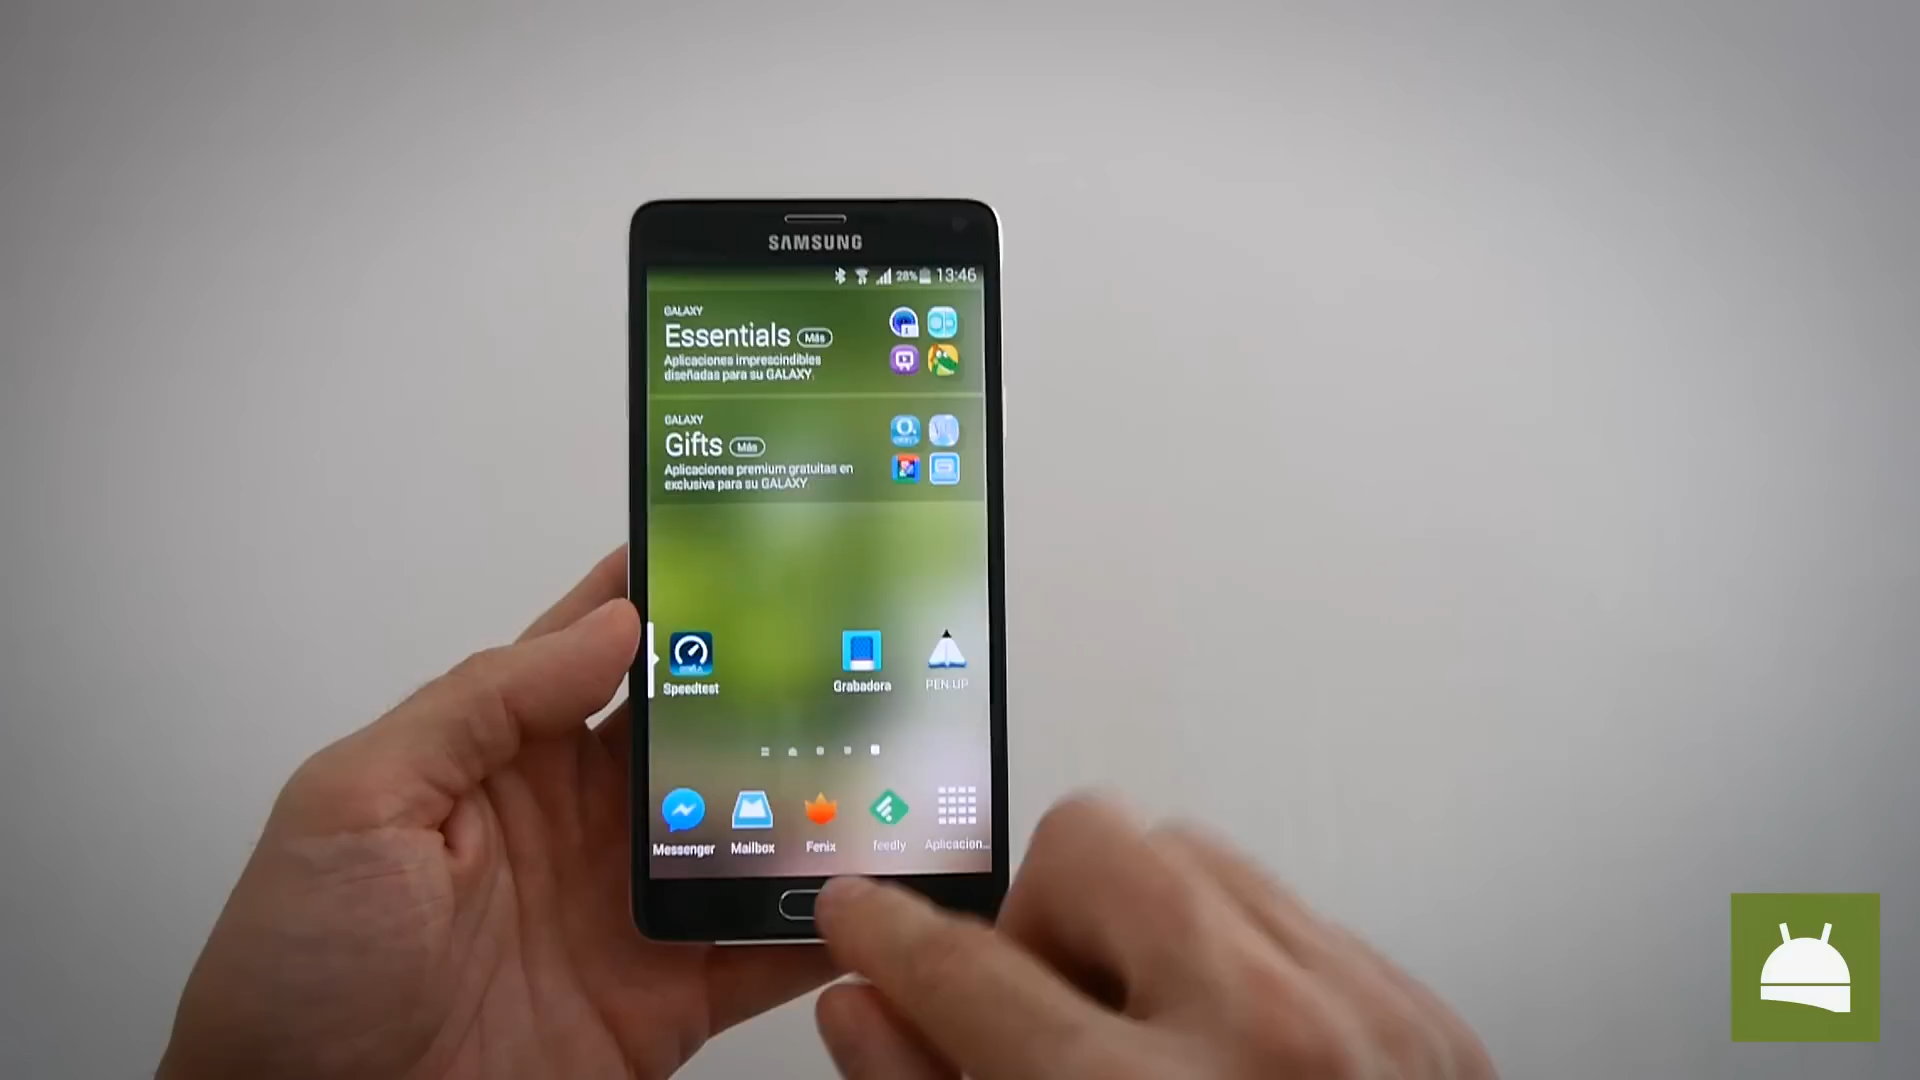 SAMSUNG
28% 13:46
GALAXY
Essentials Más
Aplicaciones imprescindibles
diseñadas para su GALAXY.
GALAXY
Gifts Más
Aplicaciones premium gratuitas en
exclusiva para su GALAXY
Speedtest
Grabadora
PEN UP
Messenger
Mailbox
Fenix
feedly
Aplicacion...